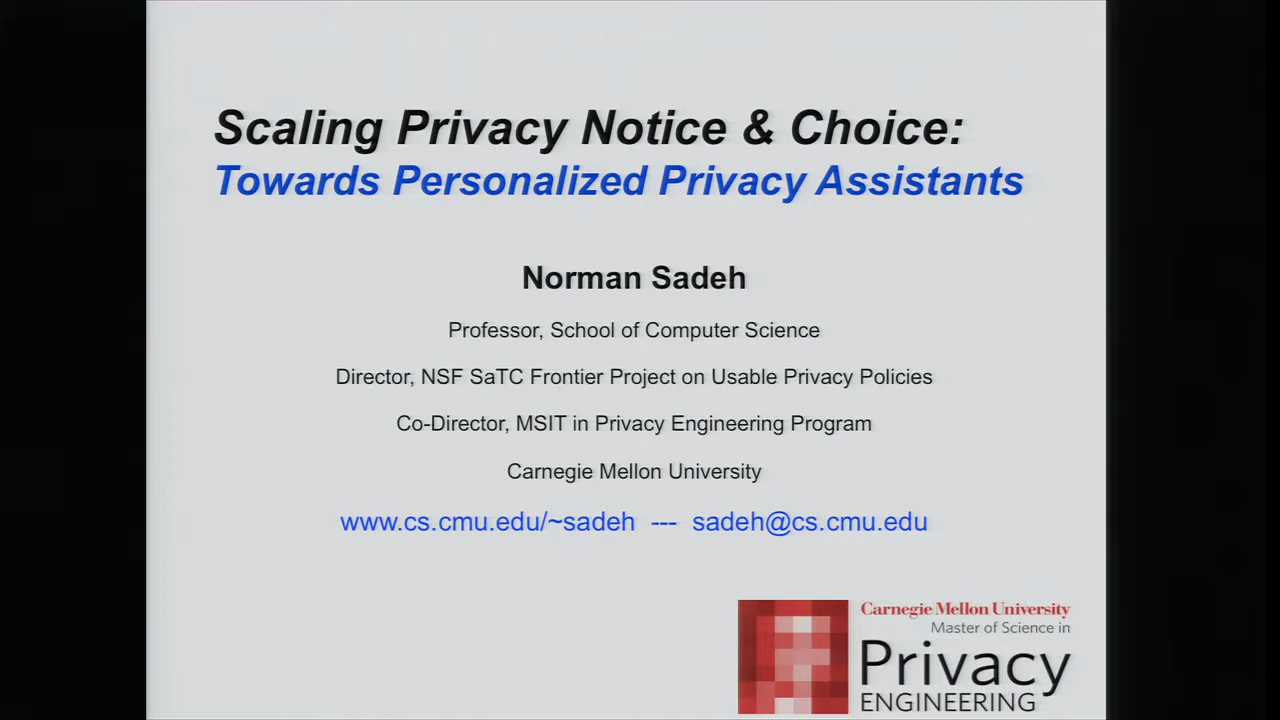 Scaling Privacy Notice & Choice:
Towards Personalized Privacy Assistants
Norman Sadeh
Professor, School of Computer Science
Director, NSF SaTC Frontier Project on Usable Privacy Policies
Co-Director, MSIT in Privacy Engineering Program
Carnegie Mellon University
www.cs.cmu.edu/~sadeh --- sadeh@cs.cmu.edu
Carnegie Mellon University
Master of Science in
Privacy
ENGINEERING